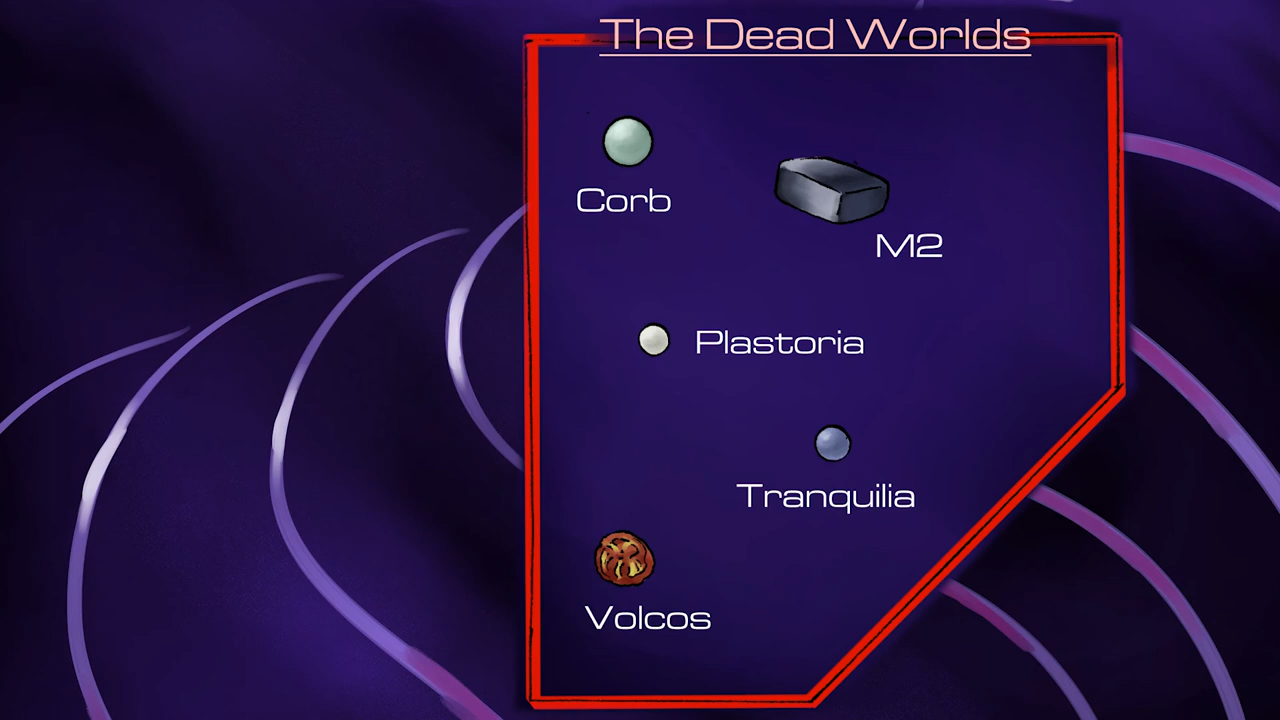 The Dead Worlds
Corb
M2
Plastoria
Tranquilia
Volcos